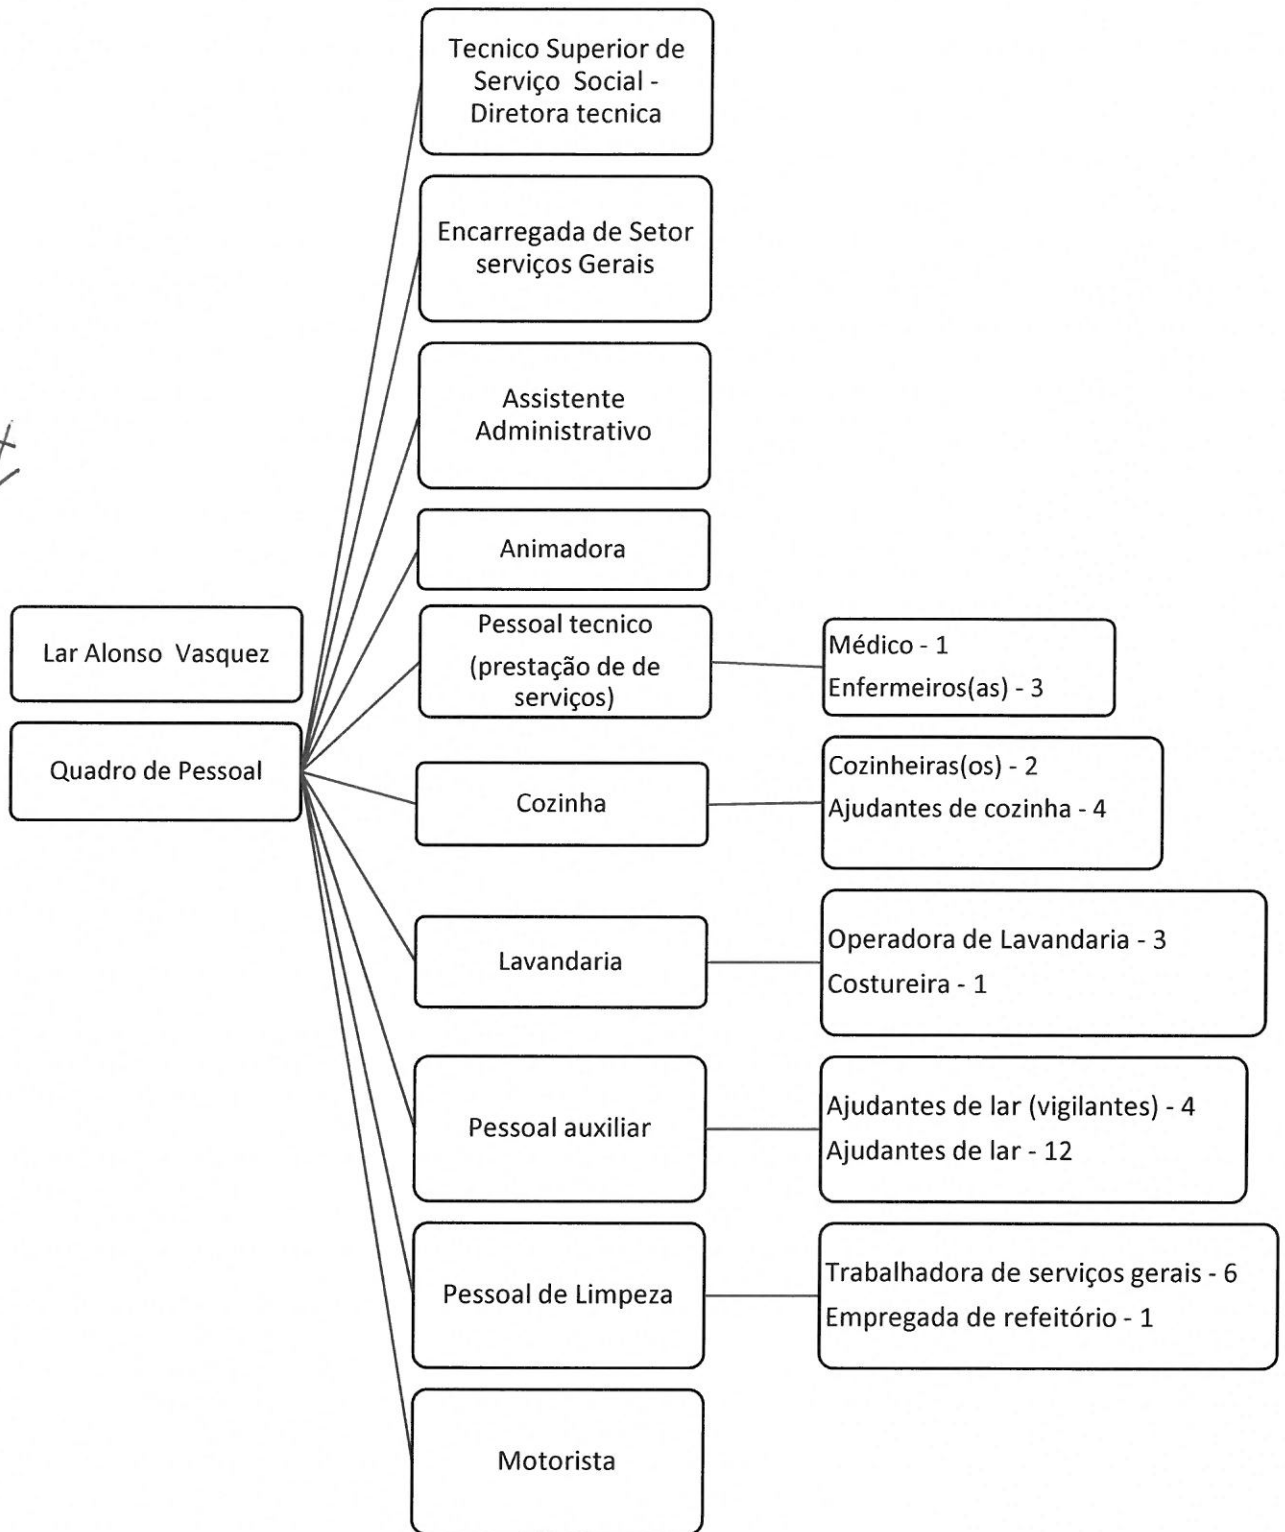 Tecnico Superior de
Serviço Social -
Diretora tecnica
Encarregada de Setor
serviços Gerais
Assistente
Administrativo
Animadora
Lar Alonso Vasquez
Quadro de Pessoal
Pessoal tecnico
(prestação de de
serviços)
Médico - 1
Enfermeiros(as) - 3
Cozinha
Cozinheiras(os) - 2
Ajudantes de cozinha - 4
Lavandaria
Operadora de Lavandaria - 3
Costureira - 1
Pessoal auxiliar
Ajudantes de lar (vigilantes) - 4
Ajudantes de lar - 12
Pessoal de Limpeza
Trabalhadora de serviços gerais - 6
Empregada de refeitório - 1
Motorista